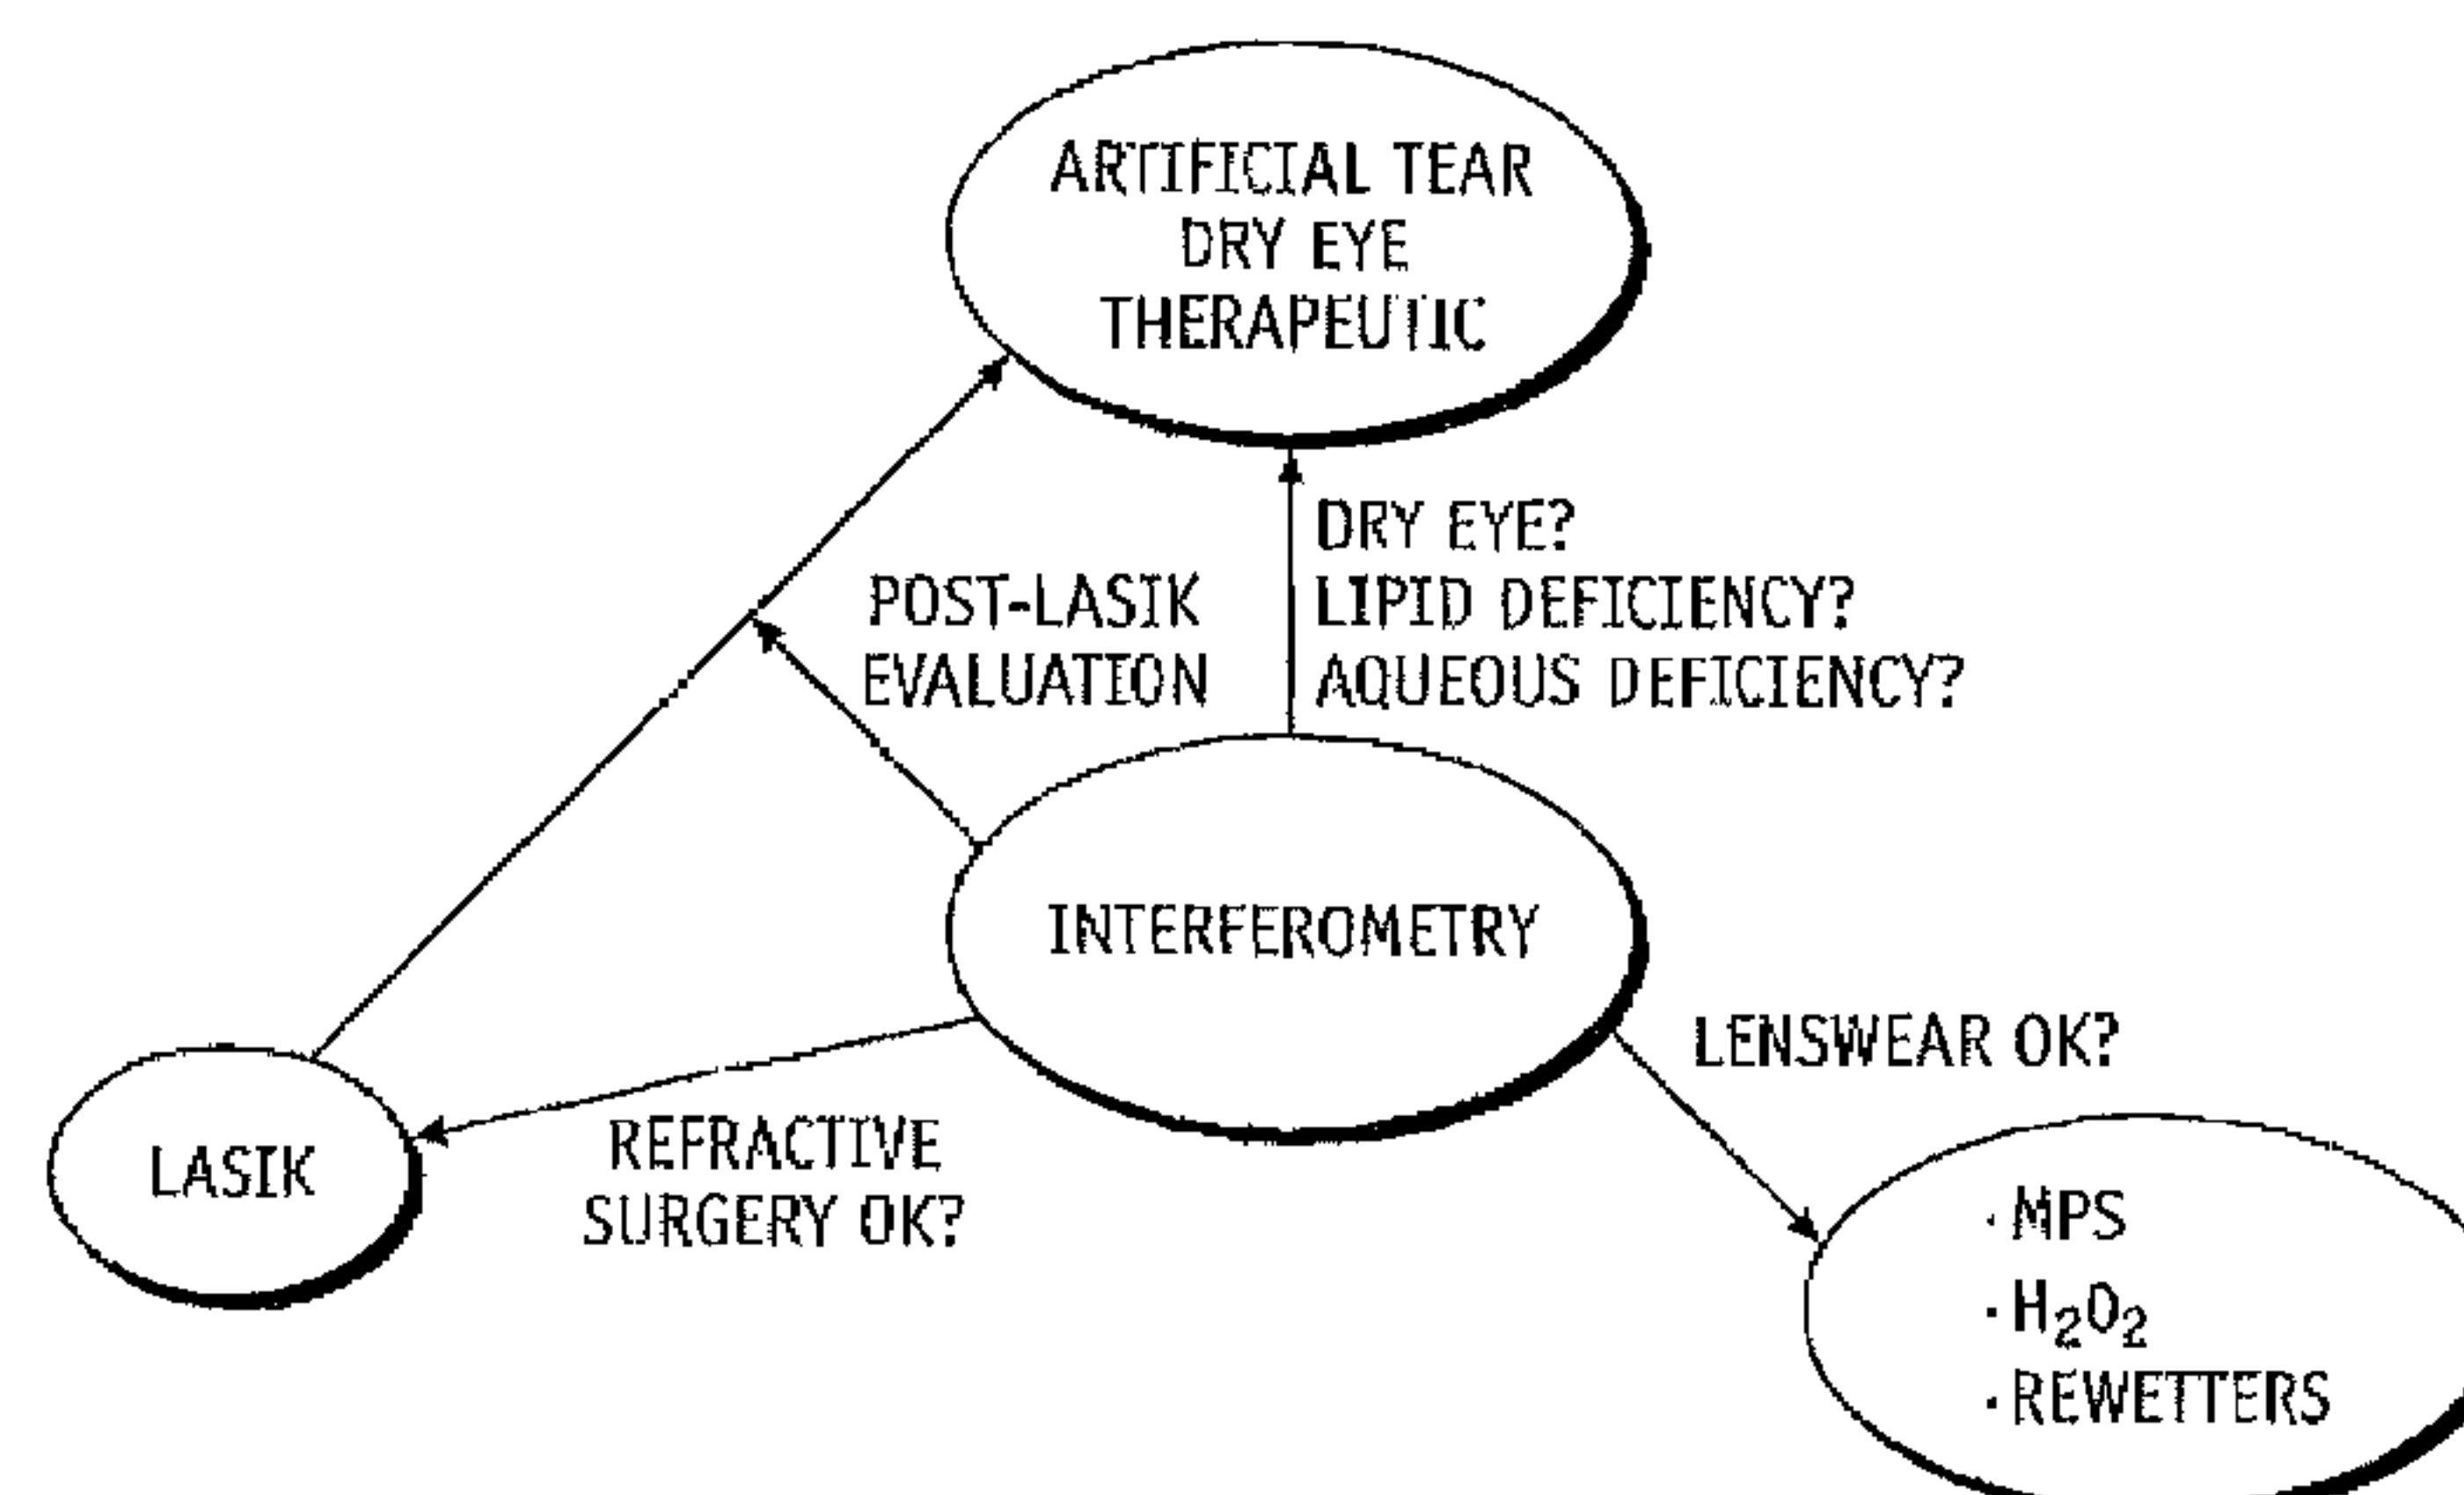 ARTIFICIAL TEAR
DRY EYE
THERAPEUTIC
DRY EYE?
LIPID DEFICIENCY?
AQUEOUS DEFICIENCY?
POST-LASIK
EVALUATION
INTERFEROMETRY
LENSWEAR OK?
LASIK
REFRACTIVE
SURGERY OK?
· MPS
· H₂O₂
· REWETTERS